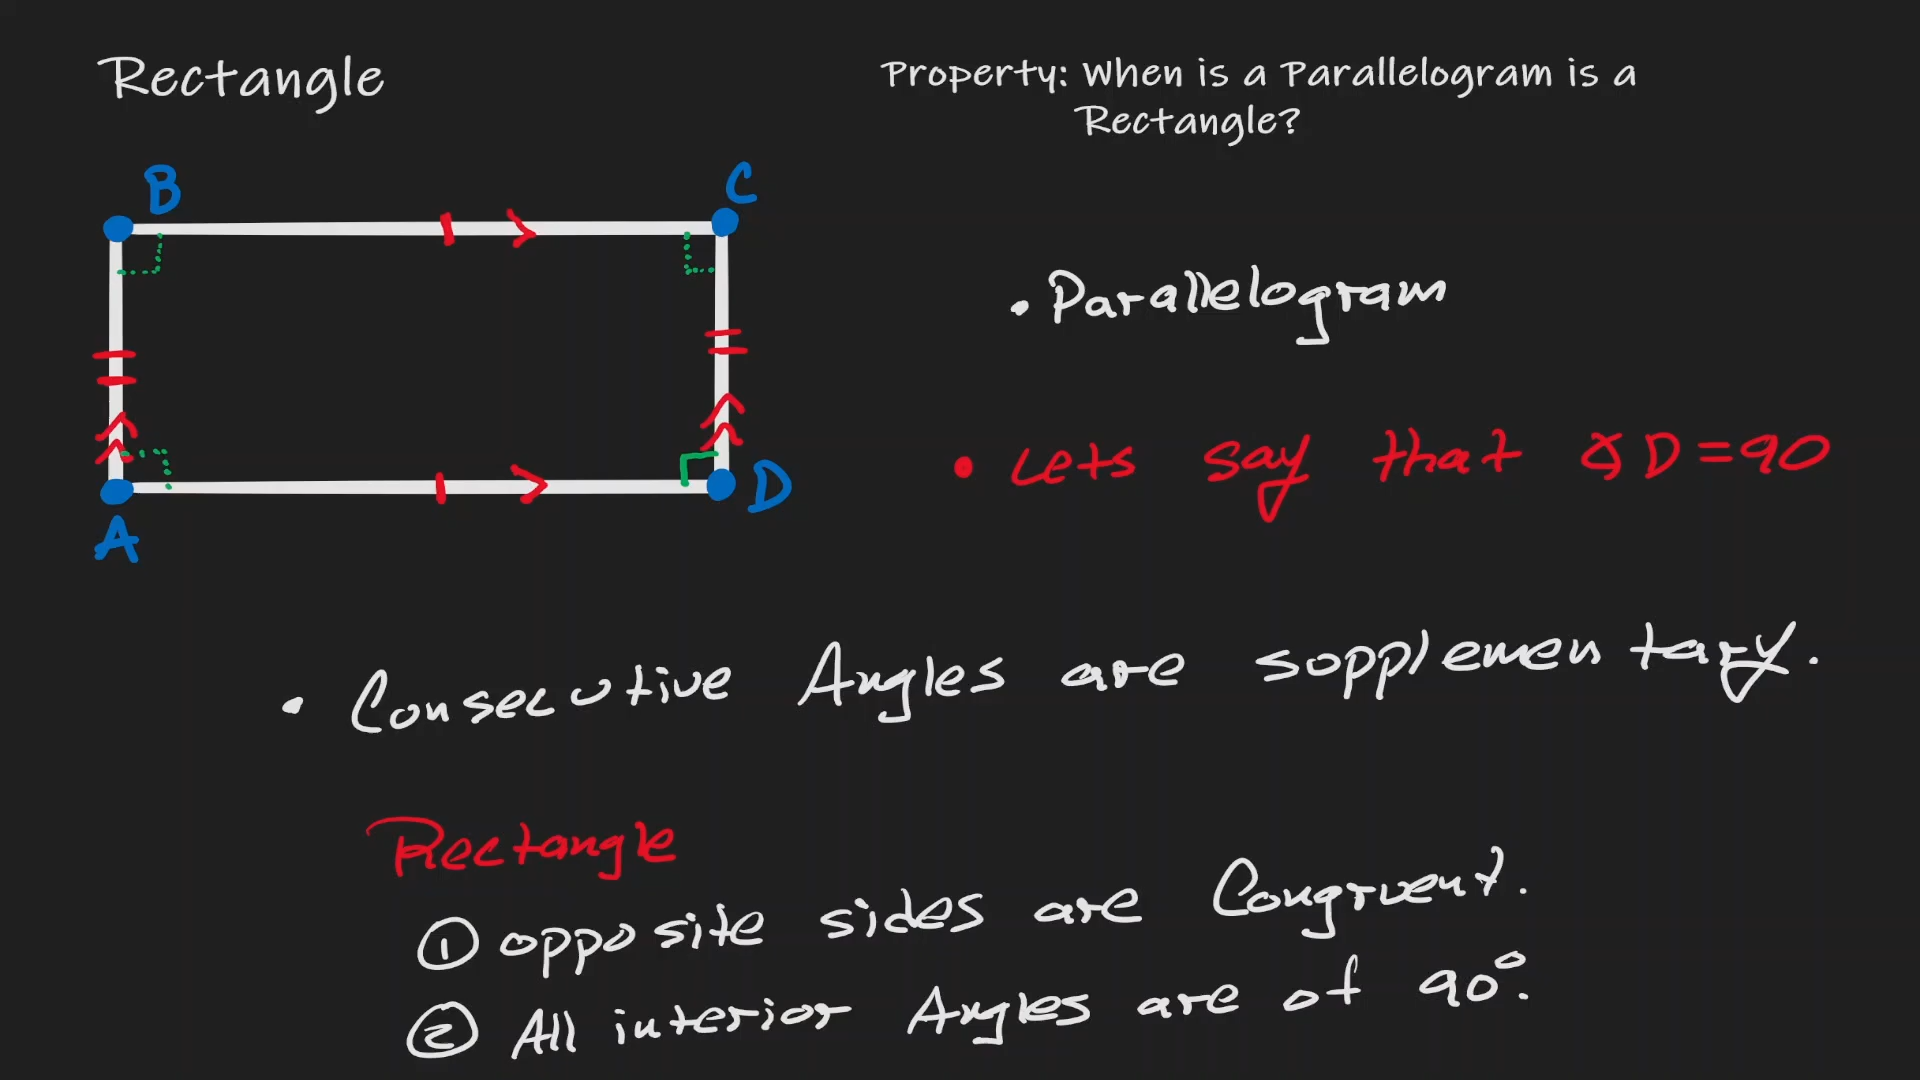 Rectangle
Property: When is a Parallelogram is a
Rectangle?
B
C
• Parallelogram
• Lets say that ∢D=90
A
D
• Consecutive Angles are sopplementary.
Rectangle
① opposite sides are Congruent.
② All interior Angles are of 90°.